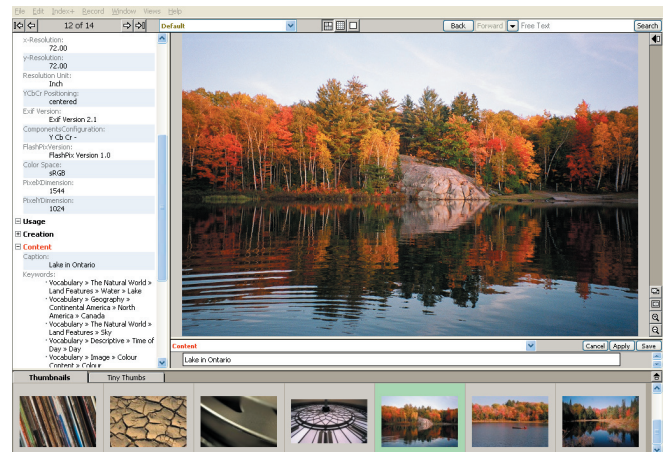 File Edit Index+ Record Window Views Help
12 of 14 Default Back Forward Free Text Search
x-Resolution:
72.00
y-Resolution:
72.00
Resolution Unit:
Inch
YCbCr Positioning:
centered
Exif Version:
Exif Version 2.1
ComponentsConfiguration:
Y Cb Cr -
FlashPixVersion:
FlashPix Version 1.0
Color Space:
sRGB
PixelXDimension:
1544
PixelYDimension:
1024
Usage
Creation
Content
Caption:
Lake in Ontario
Keywords:
· Vocabulary » The Natural World »
Land Features » Water » Lake
· Vocabulary » Geography »
Continental America » North
America » Canada
· Vocabulary » The Natural World »
Land Features » Sky
· Vocabulary » Descriptive » Time of
Day » Day
· Vocabulary » Image » Colour
Content » Colour
Content Cancel Apply Save
Lake in Ontario
Thumbnails Tiny Thumbs